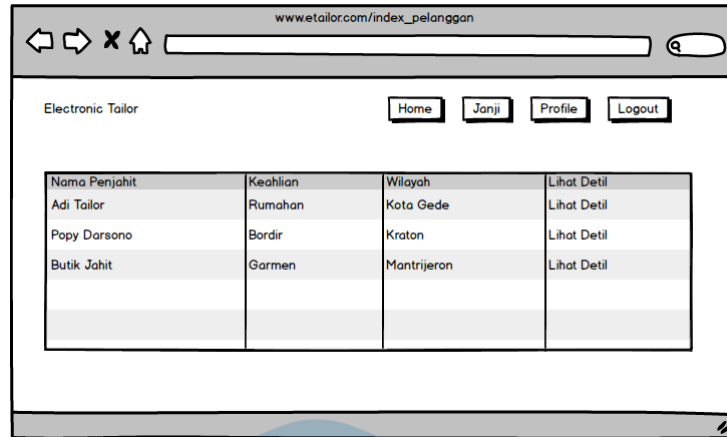 www.etailor.com/index_pelanggan
Electronic Tailor Home Janji Profile Logout
Nama Penjahit Keahlian Wilayah Lihat Detil
Adi Tailor Rumahan Kota Gede Lihat Detil
Popy Darsono Bordir Kraton Lihat Detil
Butik Jahit Garmen Mantrijeron Lihat Detil